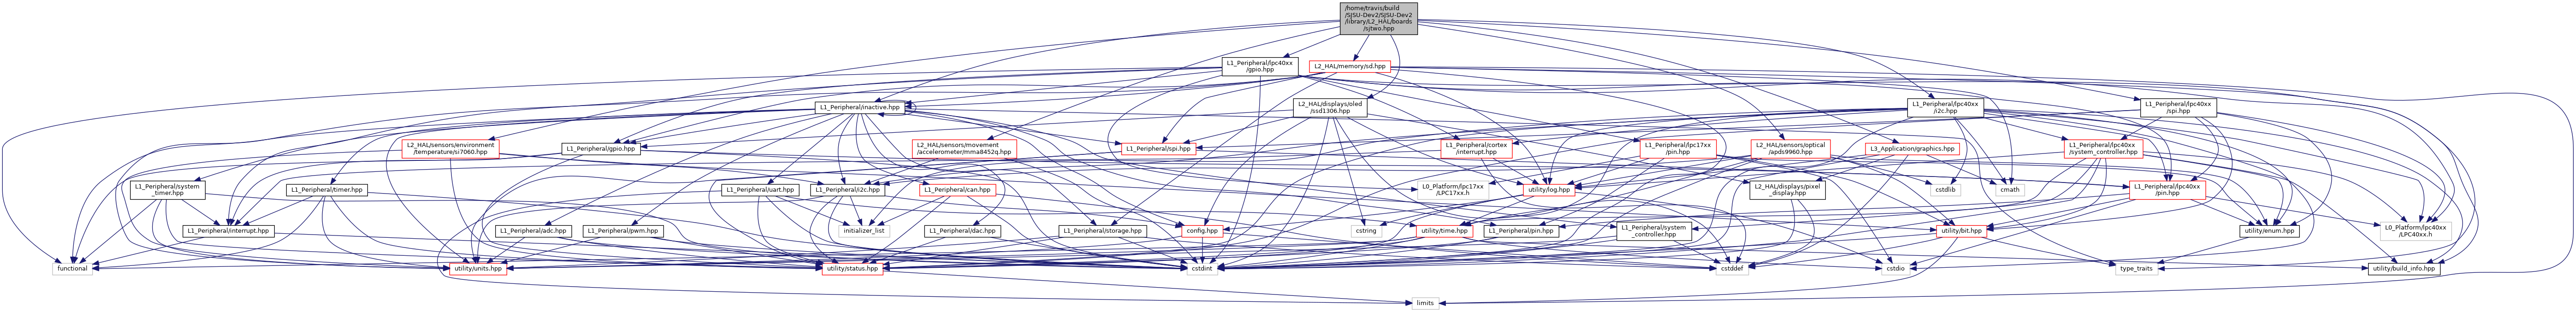 /home/travis/build
/SJSU-Dev2/SJSU-Dev2
/library/L2_HAL/boards
/sjtwo.hpp
L1_Peripheral/lpc40xx
/gpio.hpp
L2_HAL/memory/sd.hpp
L1_Peripheral/inactive.hpp
L2_HAL/displays/oled
/ssd1306.hpp
L1_Peripheral/lpc40xx
/i2c.hpp
L1_Peripheral/lpc40xx
/spi.hpp
L2_HAL/sensors/environment
/temperature/si7060.hpp
L1_Peripheral/gpio.hpp
L2_HAL/sensors/movement
/accelerometer/mma8452q.hpp
L1_Peripheral/spi.hpp
L1_Peripheral/cortex
/interrupt.hpp
L1_Peripheral/lpc17xx
/pin.hpp
L2_HAL/sensors/optical
/apds9960.hpp
L3_Application/graphics.hpp
L1_Peripheral/lpc40xx
/system_controller.hpp
L1_Peripheral/system
_timer.hpp
L1_Peripheral/timer.hpp
L1_Peripheral/uart.hpp
L1_Peripheral/i2c.hpp
L1_Peripheral/can.hpp
L0_Platform/lpc17xx
/LPC17xx.h
utility/log.hpp
L2_HAL/displays/pixel
_display.hpp
cstdlib
cmath
L1_Peripheral/lpc40xx
/pin.hpp
L1_Peripheral/interrupt.hpp
L1_Peripheral/adc.hpp
L1_Peripheral/pwm.hpp
initializer_list
L1_Peripheral/dac.hpp
L1_Peripheral/storage.hpp
config.hpp
cstring
utility/time.hpp
L1_Peripheral/pin.hpp
L1_Peripheral/system
_controller.hpp
utility/bit.hpp
utility/enum.hpp
L0_Platform/lpc40xx
/LPC40xx.h
functional
utility/units.hpp
utility/status.hpp
cstdint
cstddef
cstdio
type_traits
utility/build_info.hpp
limits